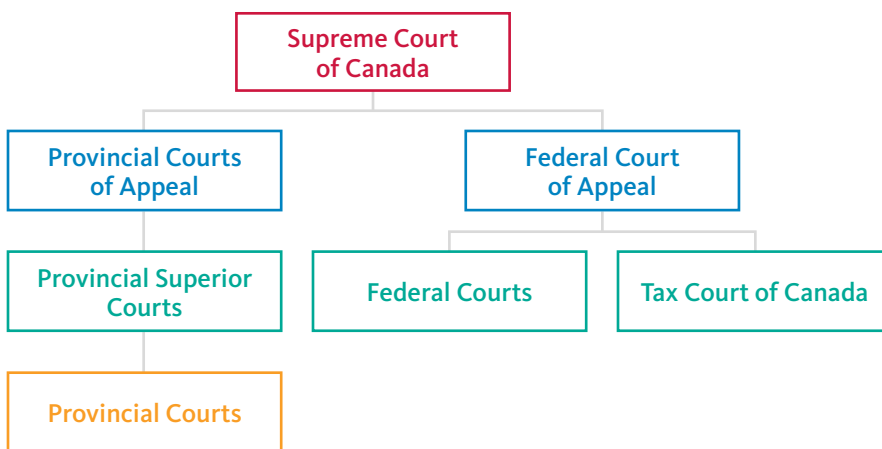 Supreme Court
of Canada
Provincial Courts
of Appeal
Federal Court
of Appeal
Provincial Superior
Courts
Federal Courts
Tax Court of Canada
Provincial Courts